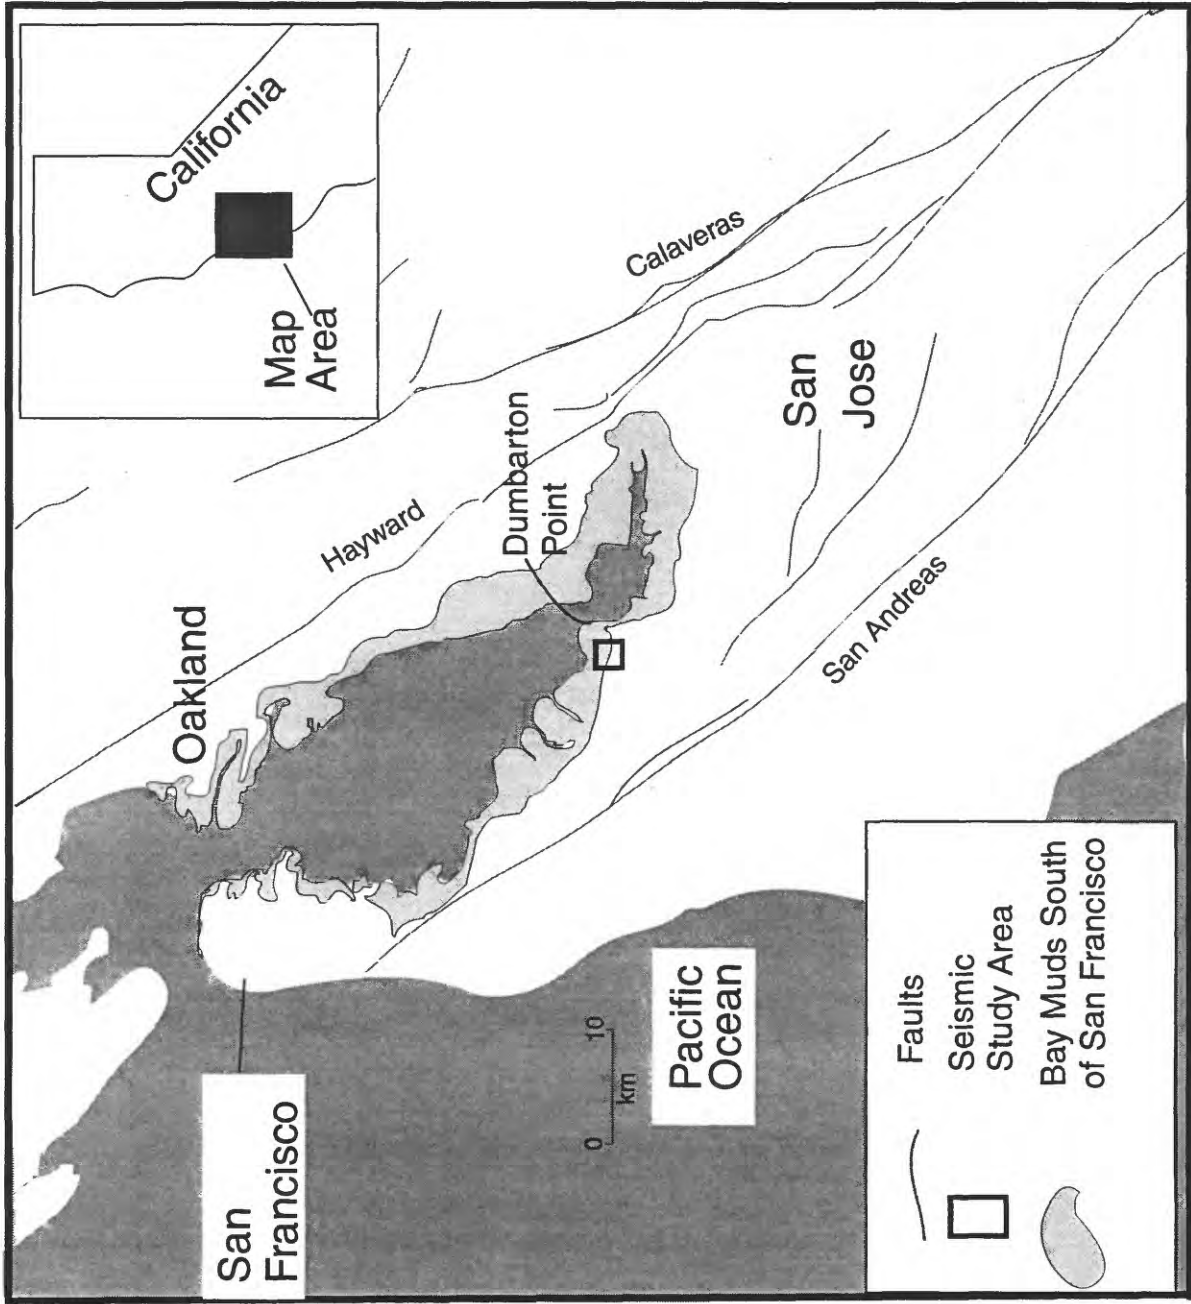 California
Map
Area
Calaveras
Hayward
Dumbarton
Point
Oakland
San
Jose
San Andreas
San
Francisco
0
10
km
Pacific
Ocean
Faults
Seismic
Study Area
Bay Muds South
of San Francisco